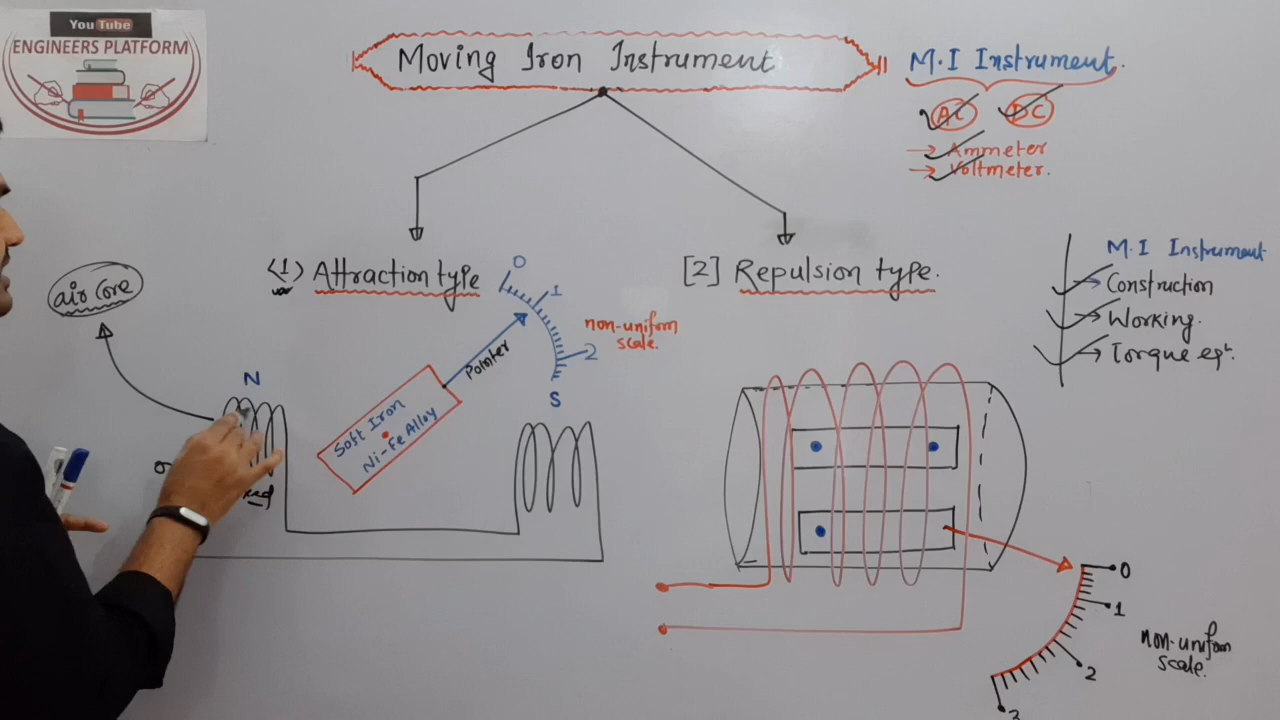 YouTube
ENGINEERS PLATFORM
Moving Iron Instrument
M.I Instrument.
AC DC
→ Ammeter
→ Voltmeter.
M.I Instrument
→ Construction
→ Working.
→ Torque eqⁿ.
(1) Attraction type
air core
0
1
2
non-uniform
scale.
Pointer
N
S
Soft Iron
Ni-Fe Alloy
[2] Repulsion type.
0
1
2
3
non-uniform
scale.